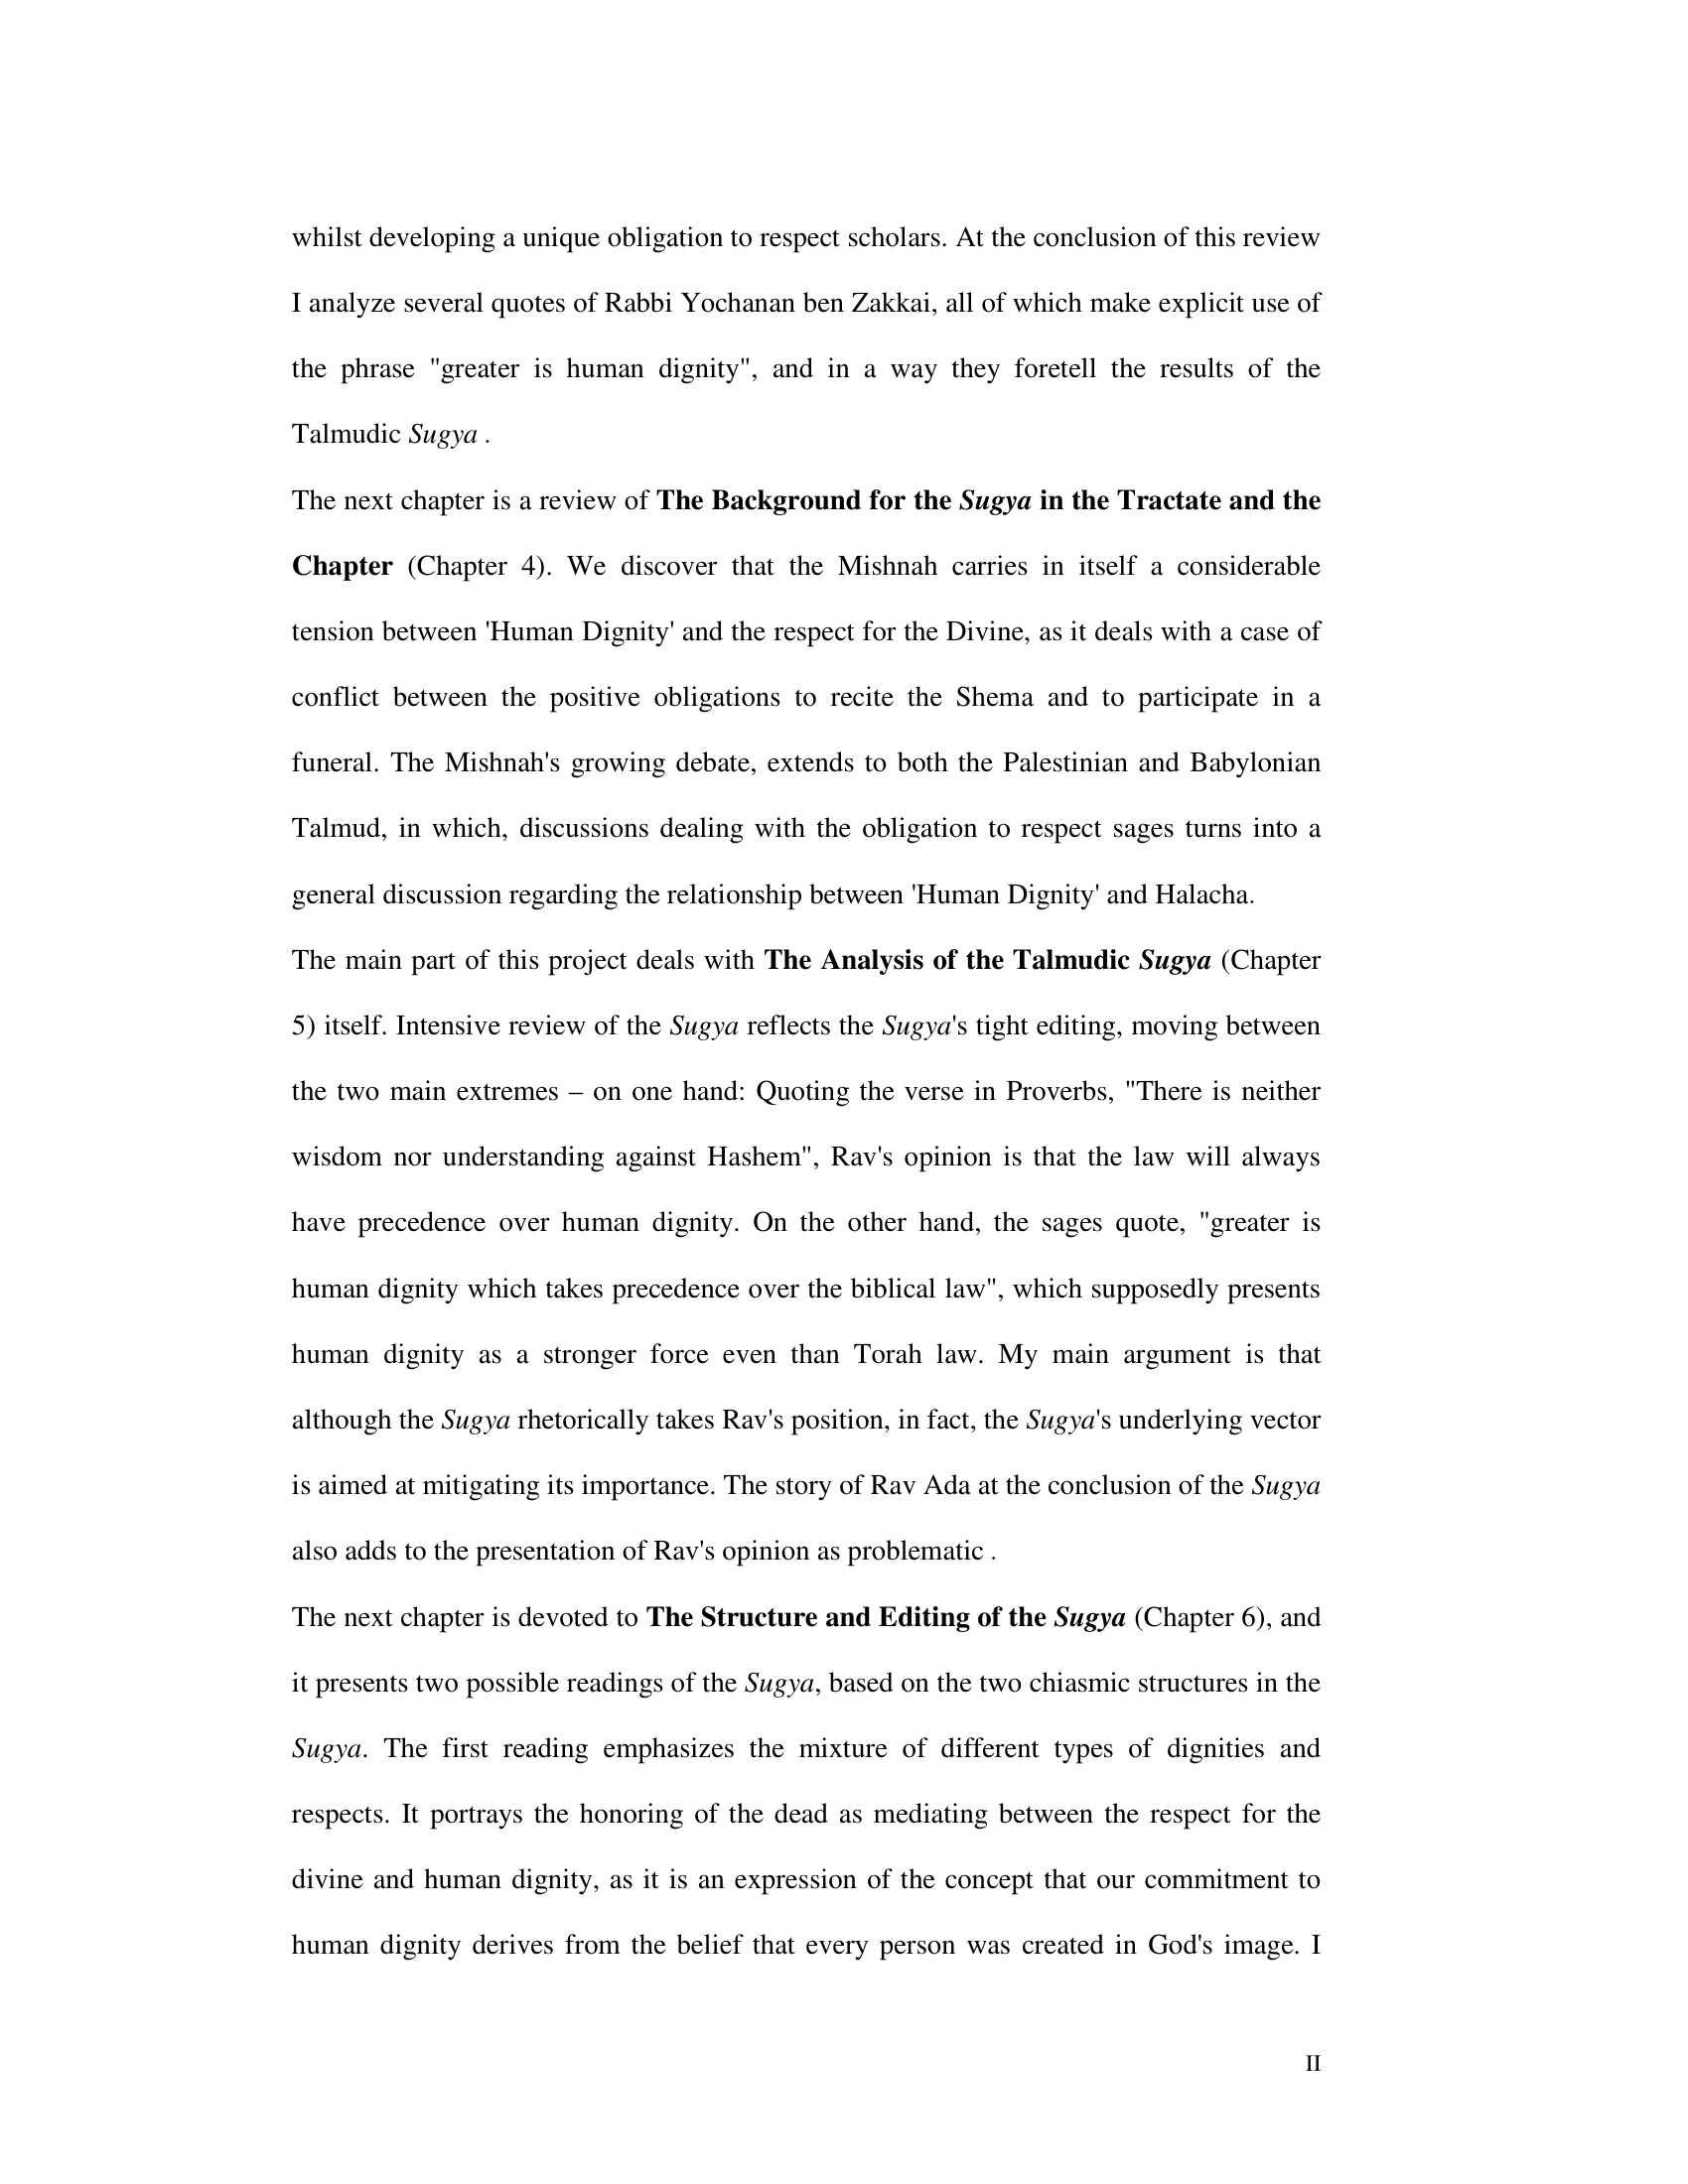 whilst developing a unique obligation to respect scholars. At the conclusion of this review
I analyze several quotes of Rabbi Yochanan ben Zakkai, all of which make explicit use of
the phrase "greater is human dignity", and in a way they foretell the results of the
Talmudic Sugya .
The next chapter is a review of The Background for the Sugya in the Tractate and the
Chapter (Chapter 4). We discover that the Mishnah carries in itself a considerable
tension between 'Human Dignity' and the respect for the Divine, as it deals with a case of
conflict between the positive obligations to recite the Shema and to participate in a
funeral. The Mishnah's growing debate, extends to both the Palestinian and Babylonian
Talmud, in which, discussions dealing with the obligation to respect sages turns into a
general discussion regarding the relationship between 'Human Dignity' and Halacha.
The main part of this project deals with The Analysis of the Talmudic Sugya (Chapter
5) itself. Intensive review of the Sugya reflects the Sugya's tight editing, moving between
the two main extremes – on one hand: Quoting the verse in Proverbs, "There is neither
wisdom nor understanding against Hashem", Rav's opinion is that the law will always
have precedence over human dignity. On the other hand, the sages quote, "greater is
human dignity which takes precedence over the biblical law", which supposedly presents
human dignity as a stronger force even than Torah law. My main argument is that
although the Sugya rhetorically takes Rav's position, in fact, the Sugya's underlying vector
is aimed at mitigating its importance. The story of Rav Ada at the conclusion of the Sugya
also adds to the presentation of Rav's opinion as problematic .
The next chapter is devoted to The Structure and Editing of the Sugya (Chapter 6), and
it presents two possible readings of the Sugya, based on the two chiasmic structures in the
Sugya. The first reading emphasizes the mixture of different types of dignities and
respects. It portrays the honoring of the dead as mediating between the respect for the
divine and human dignity, as it is an expression of the concept that our commitment to
human dignity derives from the belief that every person was created in God's image. I
II